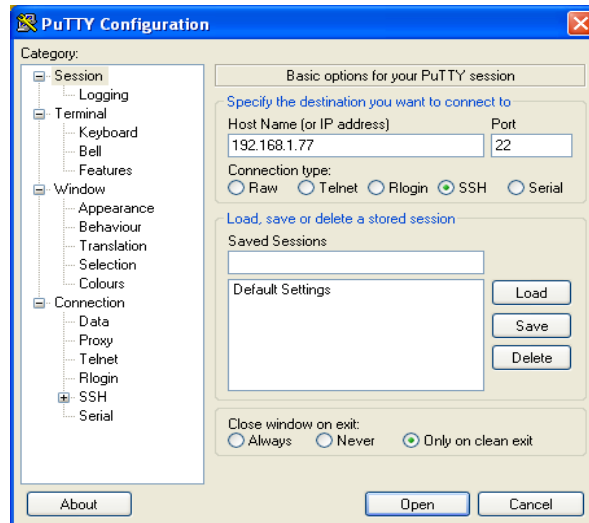 PuTTY Configuration
Category:
Session
Logging
Terminal
Keyboard
Bell
Features
Window
Appearance
Behaviour
Translation
Selection
Colours
Connection
Data
Proxy
Telnet
Rlogin
SSH
Serial
Basic options for your PuTTY session
Specify the destination you want to connect to
Host Name (or IP address) Port
192.168.1.77 22
Connection type:
Raw Telnet Rlogin SSH Serial
Load, save or delete a stored session
Saved Sessions
Default Settings
Load
Save
Delete
Close window on exit:
Always Never Only on clean exit
About Open Cancel